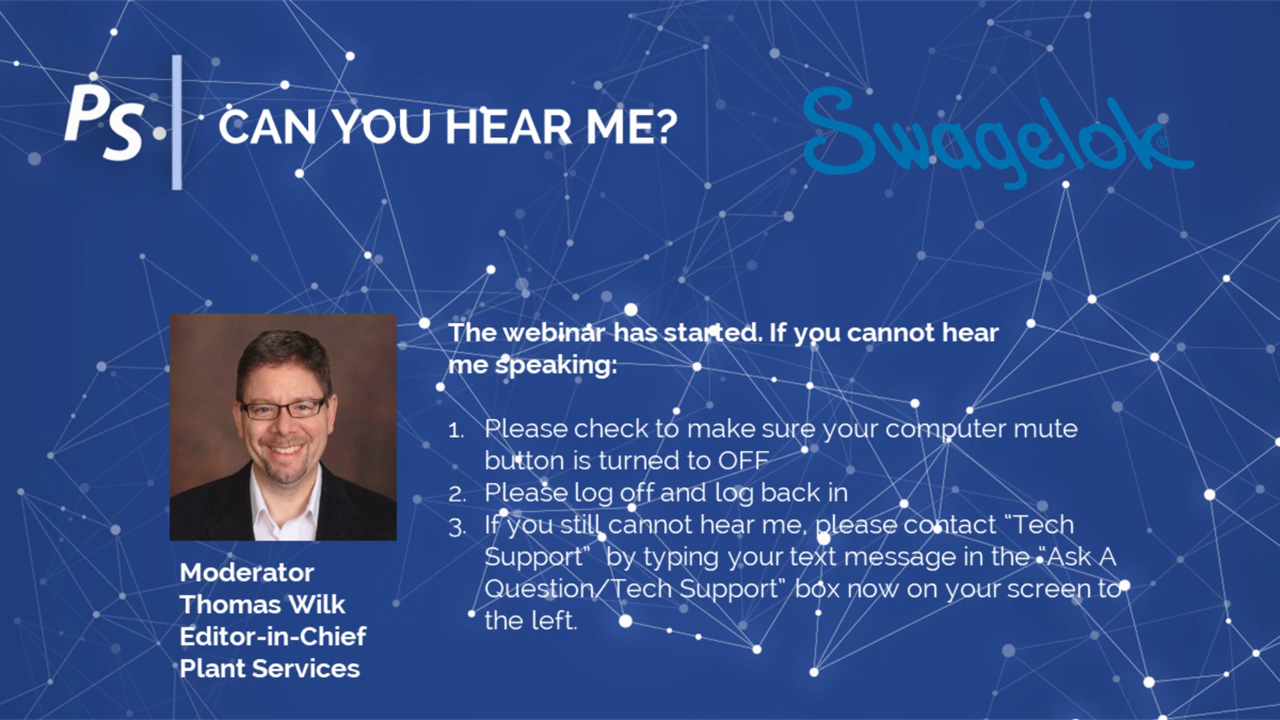 PS
CAN YOU HEAR ME?
Swagelok®
The webinar has started. If you cannot hear
me speaking:
1. Please check to make sure your computer mute
button is turned to OFF
2. Please log off and log back in
3. If you still cannot hear me, please contact “Tech
Support”  by typing your text message in the “Ask A
Question/Tech Support” box now on your screen to
the left.
Moderator
Thomas Wilk
Editor-in-Chief
Plant Services